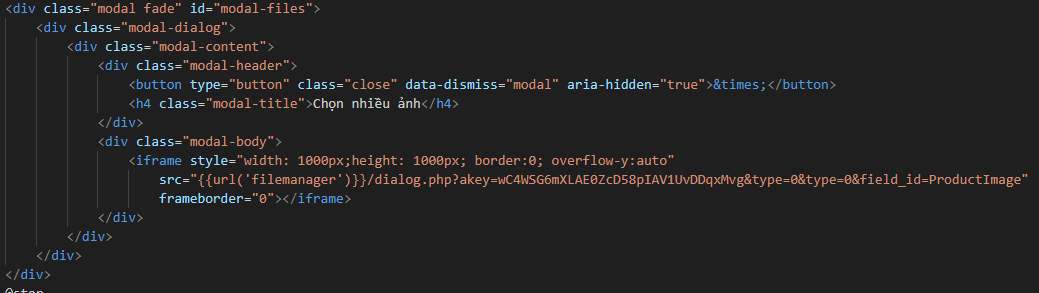 <div class="modal fade" id="modal-files">
<div class="modal-dialog">
<div class="modal-content">
<div class="modal-header">
<button type="button" class="close" data-dismiss="modal" aria-hidden="true">&times;</button>
<h4 class="modal-title">Chọn nhiều ảnh</h4>
</div>
<div class="modal-body">
<iframe style="width: 1000px;height: 1000px; border:0; overflow-y:auto"
src="{{url('filemanager')}}/dialog.php?akey=wC4WSG6mXLAE0ZcD58pIAV1UvDDqxMvg&type=0&type=0&field_id=ProductImage"
frameborder="0"></iframe>
</div>
</div>
</div>
</div>